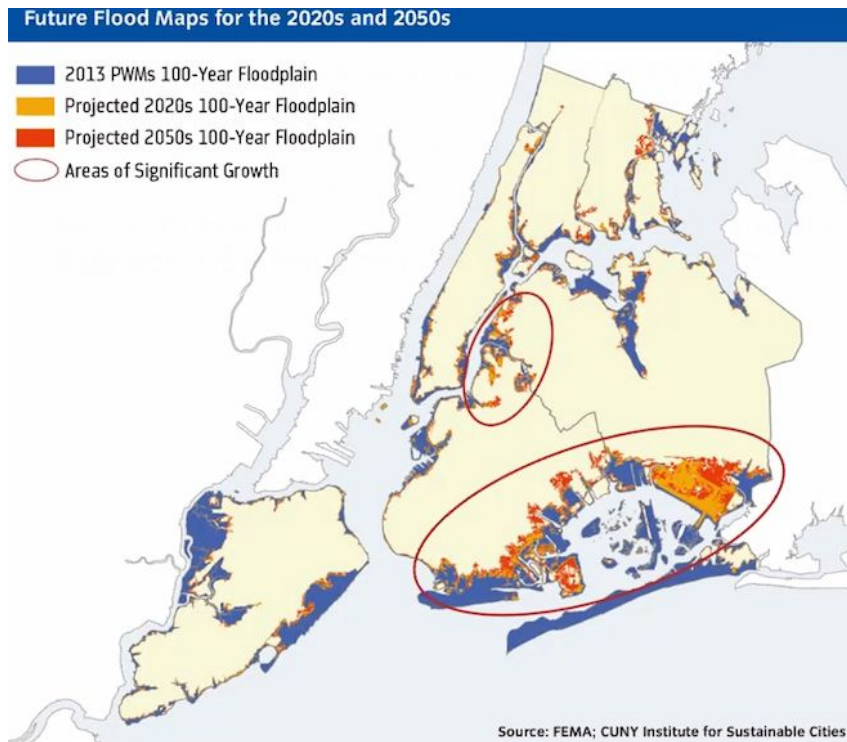 Future Flood Maps for the 2020s and 2050s
2013 PWMs 100-Year Floodplain
Projected 2020s 100-Year Floodplain
Projected 2050s 100-Year Floodplain
Areas of Significant Growth
Source: FEMA; CUNY Institute for Sustainable Cities